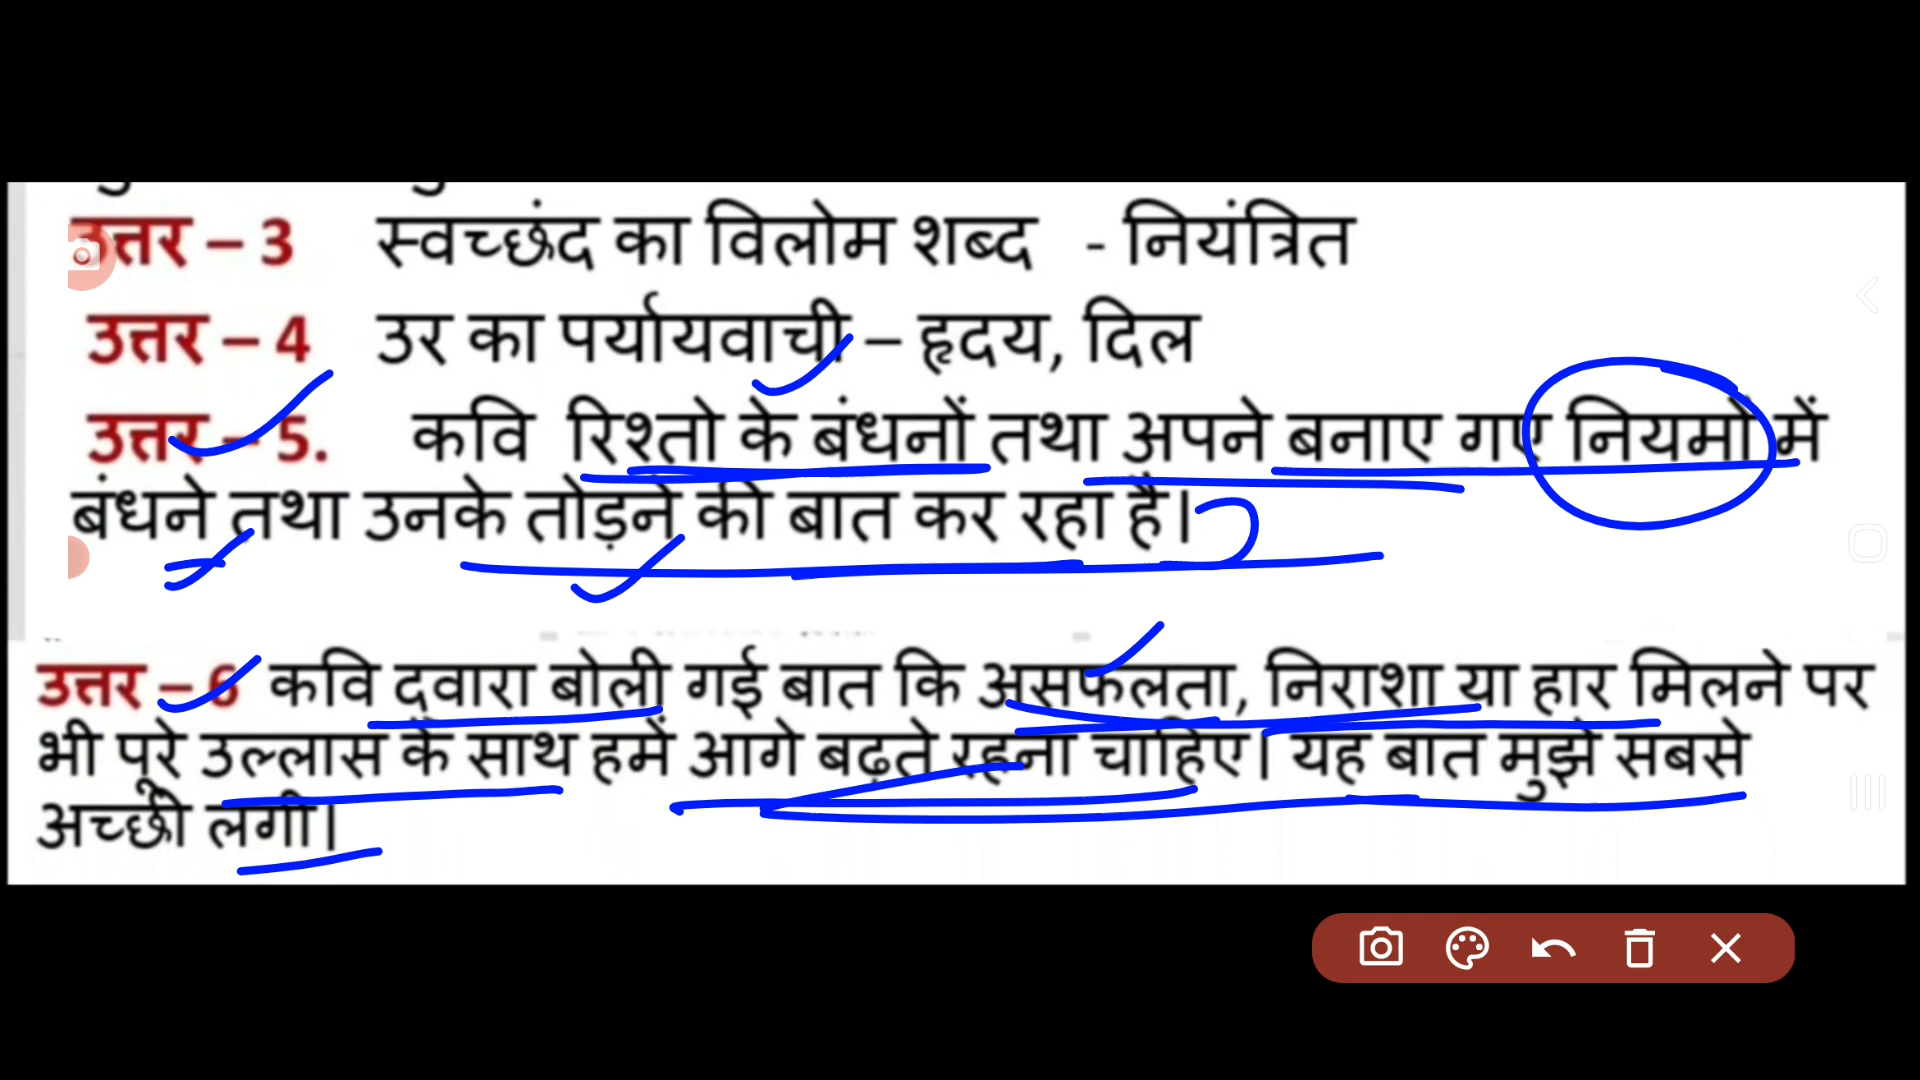 उत्तर – 3 स्वच्छंद का विलोम शब्द - नियंत्रित
उत्तर – 4 उर का पर्यायवाची – हृदय, दिल
उत्तर – 5. कवि रिश्तो के बंधनों तथा अपने बनाए गए नियमो में
बंधने तथा उनके तोड़ने की बात कर रहा है।
उत्तर – 6 कवि दवारा बोली गई बात कि असफलता, निराशा या हार मिलने पर
भी पूरे उल्लास के साथ हमें आगे बढ़ते रहना चाहिए। यह बात मुझे सबसे
अच्छी लगी।